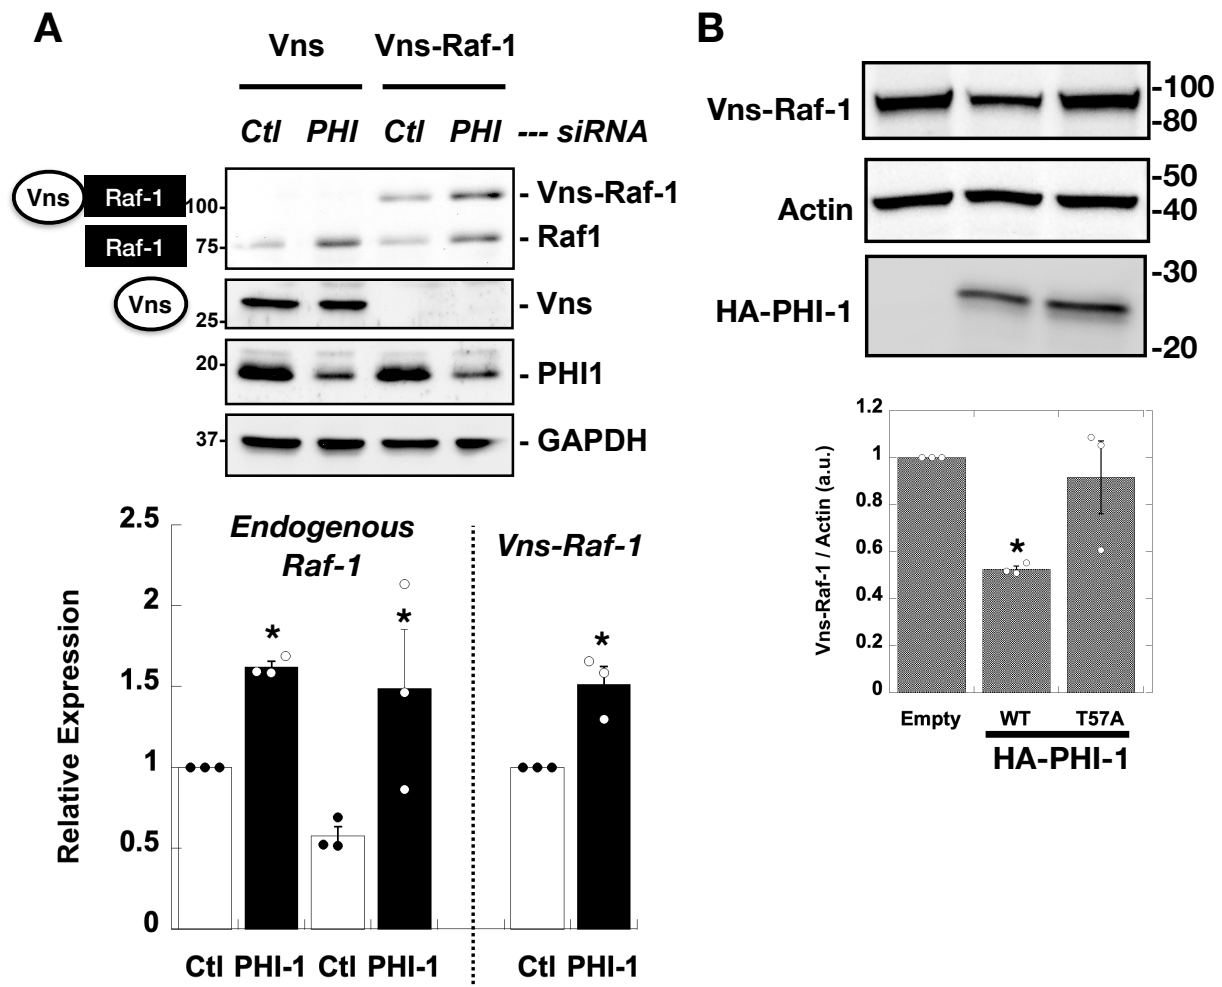 A
Vns Vns-Raf-1
Ctl PHI Ctl PHI --- siRNA
Vns Raf-1 100- - Vns-Raf-1
Raf-1 75- - Raf1
Vns - Vns
25-
20- - PHI1
37- - GAPDH
Endogenous
Raf-1
Vns-Raf-1
Relative Expression
2.5
2
1.5
1
0.5
0
* * *
Ctl PHI-1 Ctl PHI-1 Ctl PHI-1
B
Vns-Raf-1 -100
-80
Actin -50
-40
HA-PHI-1 -30
-20
Vns-Raf-1 / Actin (a.u.)
1.2
1
0.8
0.6
0.4
0.2
0
*
Empty WT T57A
HA-PHI-1